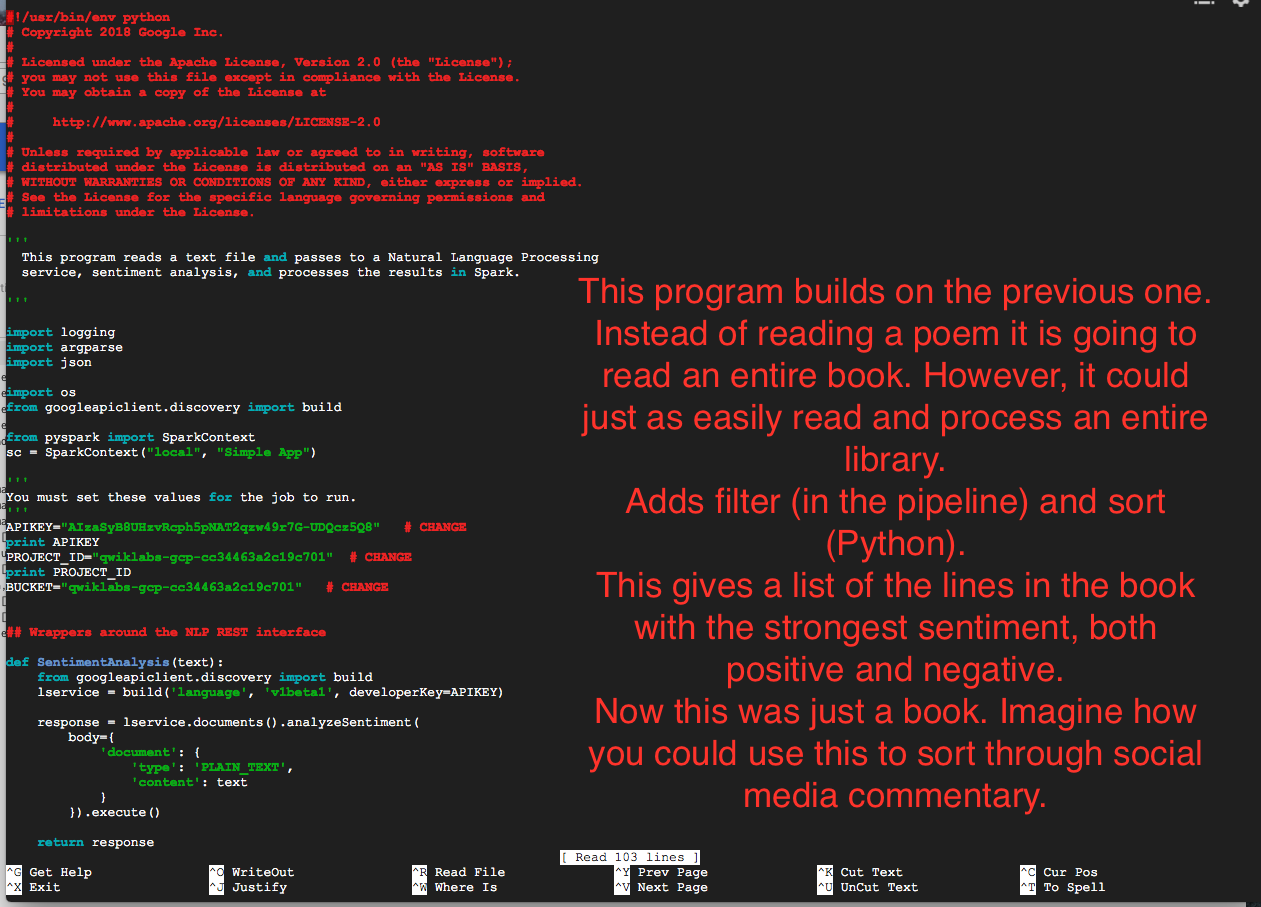 #!/usr/bin/env python
# Copyright 2018 Google Inc.
#
# Licensed under the Apache License, Version 2.0 (the "License");
# you may not use this file except in compliance with the License.
# You may obtain a copy of the License at
#
#     http://www.apache.org/licenses/LICENSE-2.0
#
# Unless required by applicable law or agreed to in writing, software
# distributed under the License is distributed on an "AS IS" BASIS,
# WITHOUT WARRANTIES OR CONDITIONS OF ANY KIND, either express or implied.
# See the License for the specific language governing permissions and
# limitations under the License.
'''
  This program reads a text file and passes to a Natural Language Processing
  service, sentiment analysis, and processes the results in Spark.
'''
import logging
import argparse
import json
import os
from googleapiclient.discovery import build
from pyspark import SparkContext
sc = SparkContext("local", "Simple App")
'''
You must set these values for the job to run.
'''
APIKEY="AIzaSyB8UHzvRcph5pNAT2qzw49r7G-UDQcz5Q8"   # CHANGE
print APIKEY
PROJECT_ID="qwiklabs-gcp-cc34463a2c19c701"  # CHANGE
print PROJECT_ID
BUCKET="qwiklabs-gcp-cc34463a2c19c701"   # CHANGE
## Wrappers around the NLP REST interface
def SentimentAnalysis(text):
    from googleapiclient.discovery import build
    lservice = build('language', 'v1beta1', developerKey=APIKEY)
    response = lservice.documents().analyzeSentiment(
        body={
            'document': {
                'type': 'PLAIN_TEXT',
                'content': text
            }
        }).execute()
    return response
This program builds on the previous one.
Instead of reading a poem it is going to
read an entire book. However, it could
just as easily read and process an entire
library.
Adds filter (in the pipeline) and sort
(Python).
This gives a list of the lines in the book
with the strongest sentiment, both
positive and negative.
Now this was just a book. Imagine how
you could use this to sort through social
media commentary.
[ Read 103 lines ]
^G Get Help ^O WriteOut ^R Read File ^Y Prev Page ^K Cut Text ^C Cur Pos
^X Exit ^J Justify ^W Where Is ^V Next Page ^U UnCut Text ^T To Spell